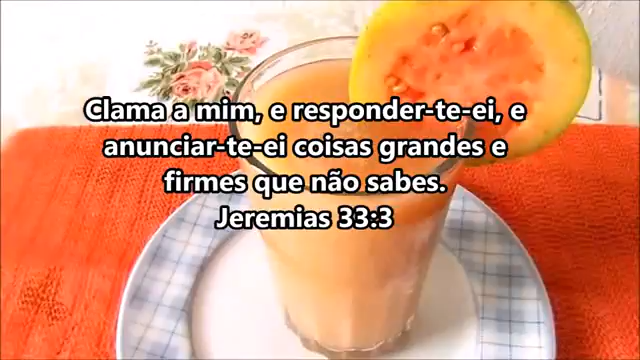 Clama a mim, e responder-te-ei, e
anunciar-te-ei coisas grandes e
firmes que não sabes.
Jeremias 33:3